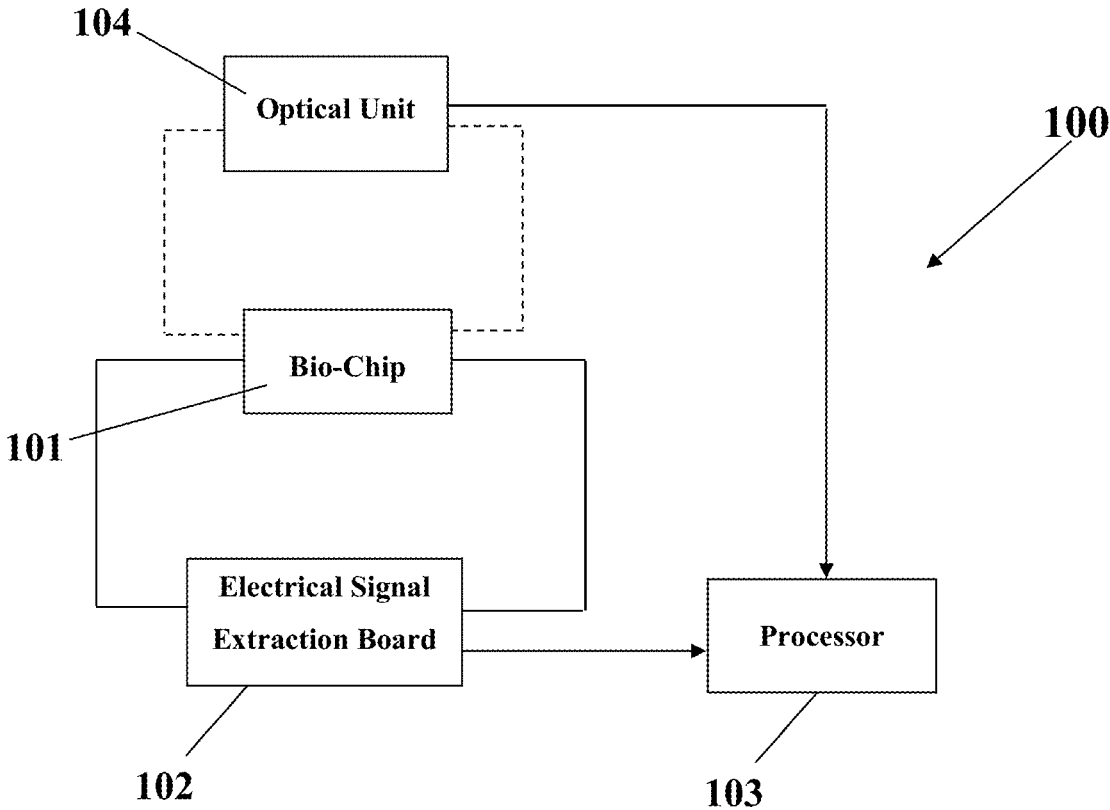 104
Optical Unit
100
Bio-Chip
101
Electrical Signal
Extraction Board
Processor
102
103